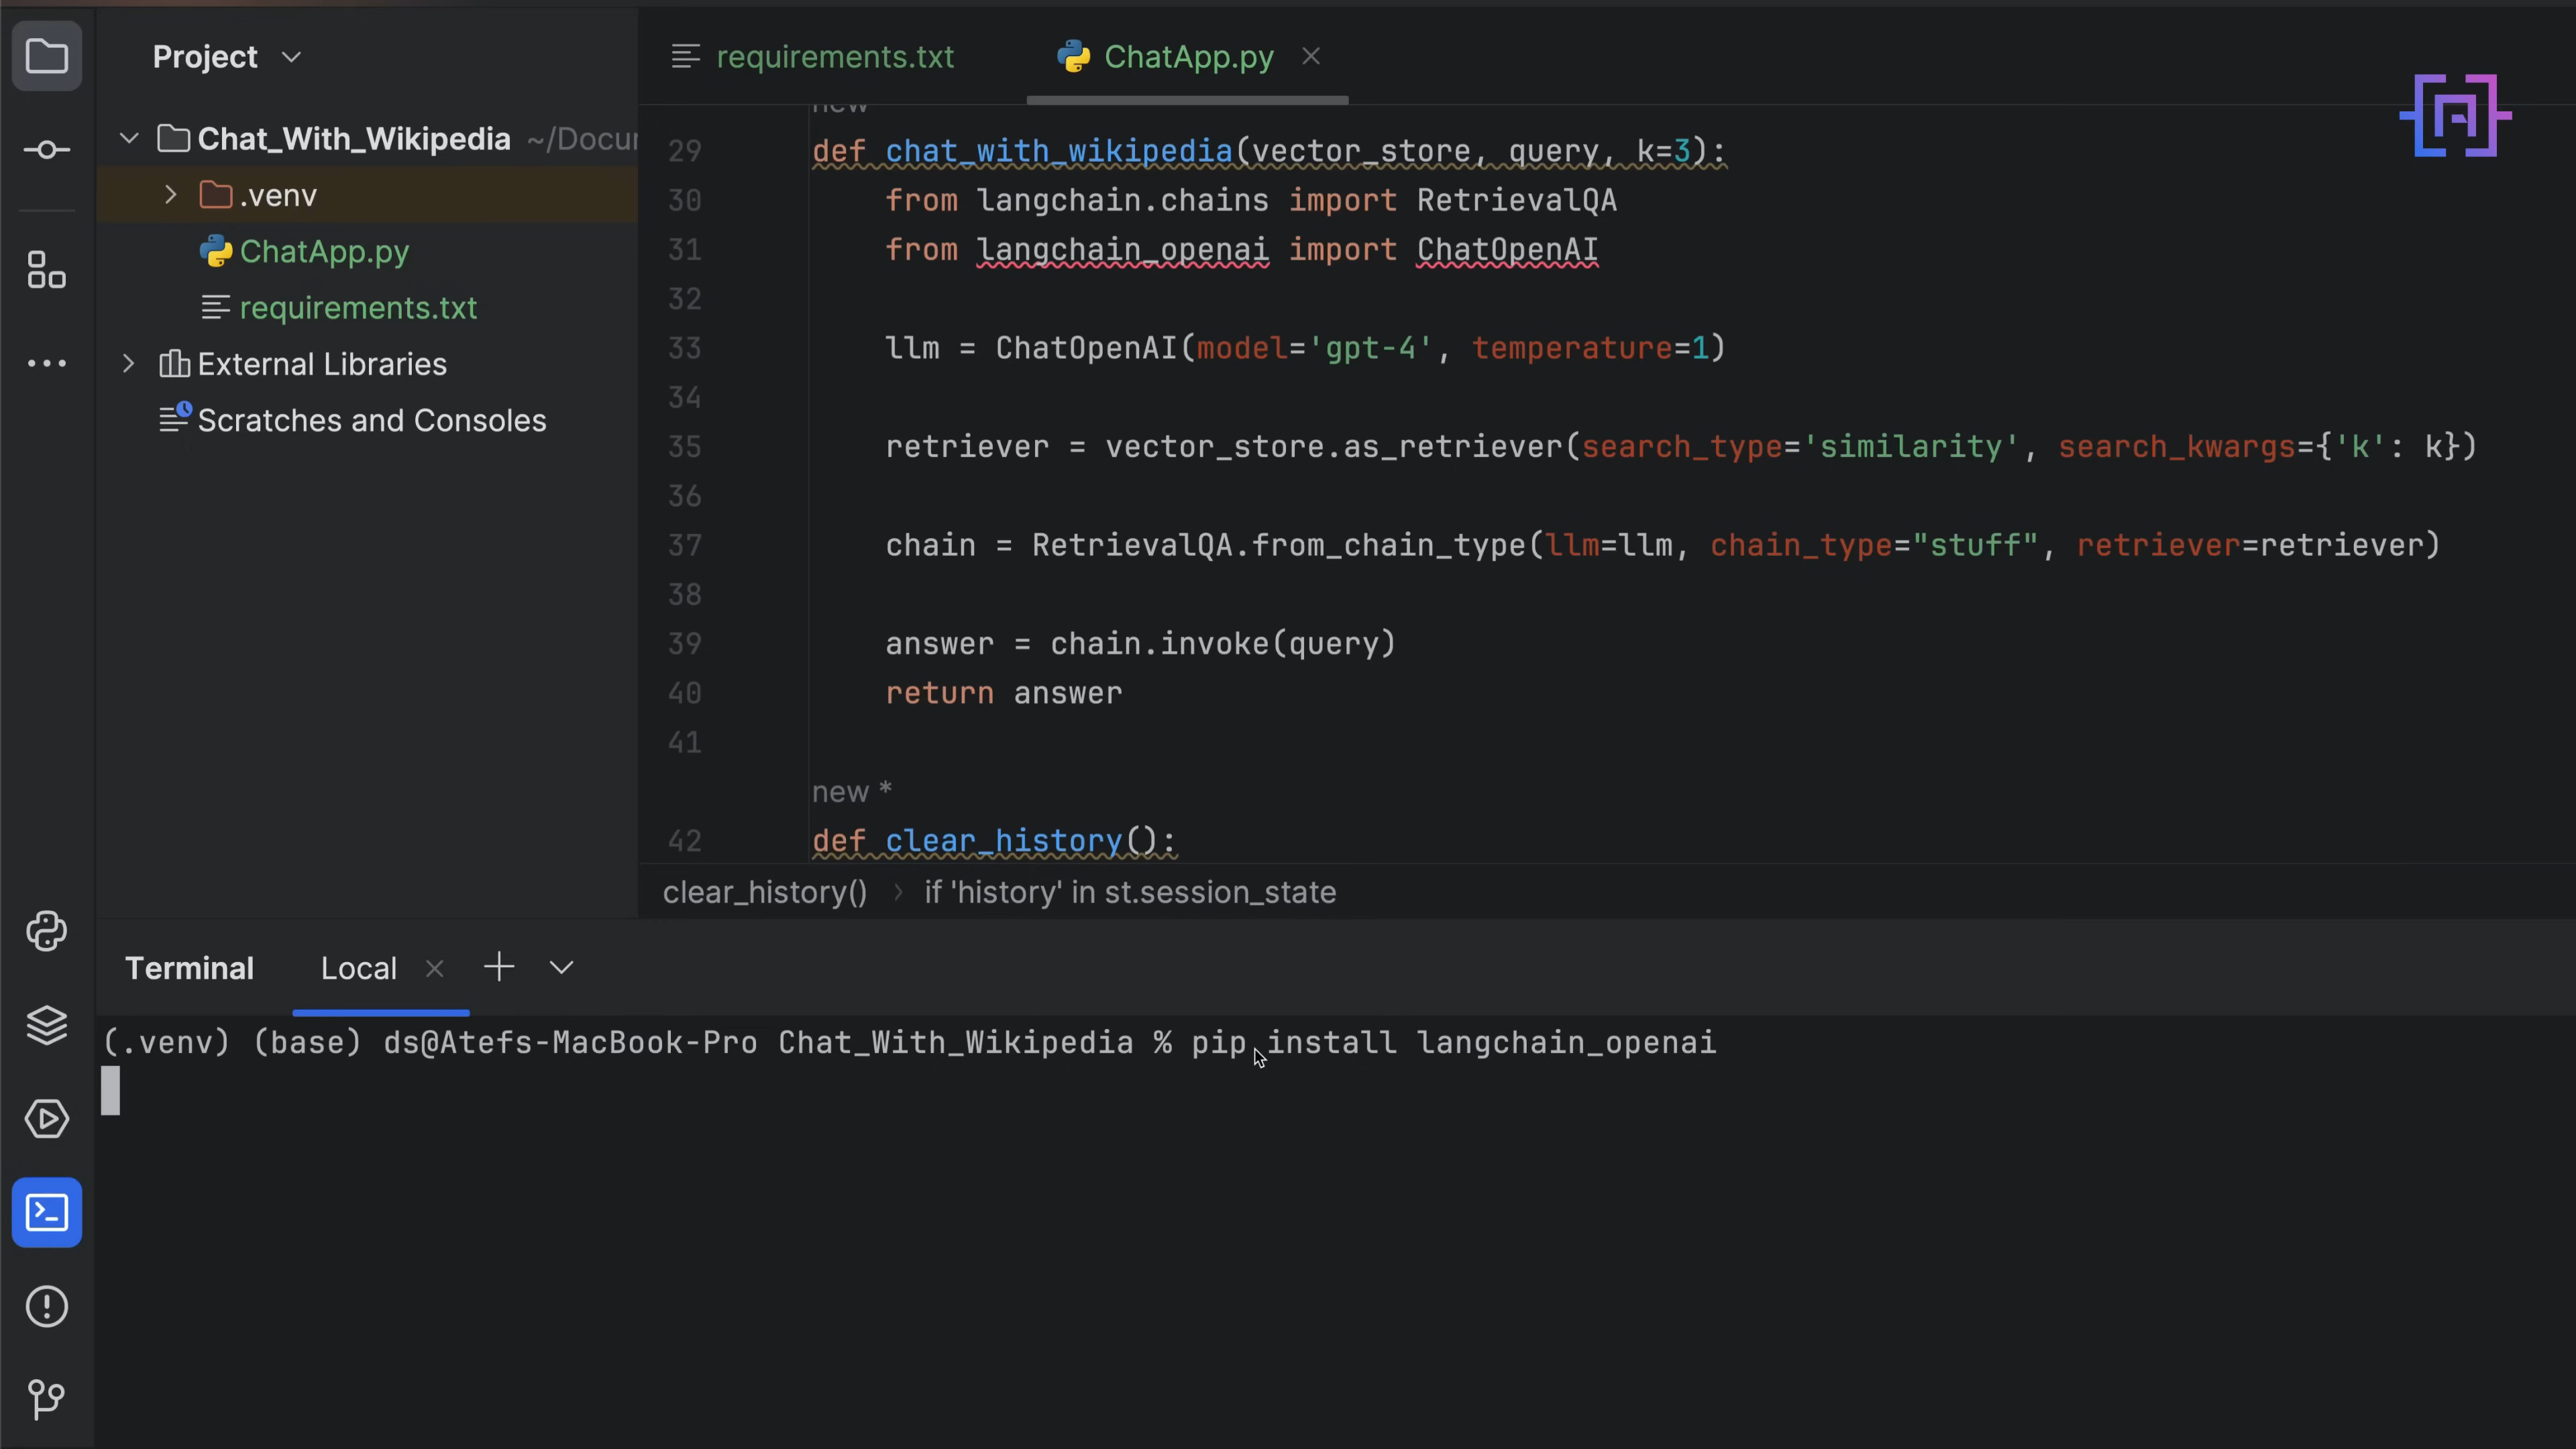 Project
Chat_With_Wikipedia ~/Docu
.venv
ChatApp.py
requirements.txt
External Libraries
Scratches and Consoles
requirements.txt
ChatApp.py
new
29 def chat_with_wikipedia(vector_store, query, k=3):
30 from langchain.chains import RetrievalQA
31 from langchain_openai import ChatOpenAI
32
33 llm = ChatOpenAI(model='gpt-4', temperature=1)
34
35 retriever = vector_store.as_retriever(search_type='similarity', search_kwargs={'k': k})
36
37 chain = RetrievalQA.from_chain_type(llm=llm, chain_type="stuff", retriever=retriever)
38
39 answer = chain.invoke(query)
40 return answer
41
new *
42 def clear_history():
clear_history() > if 'history' in st.session_state
Terminal Local
(.venv) (base) ds@Atefs-MacBook-Pro Chat_With_Wikipedia % pip install langchain_openai